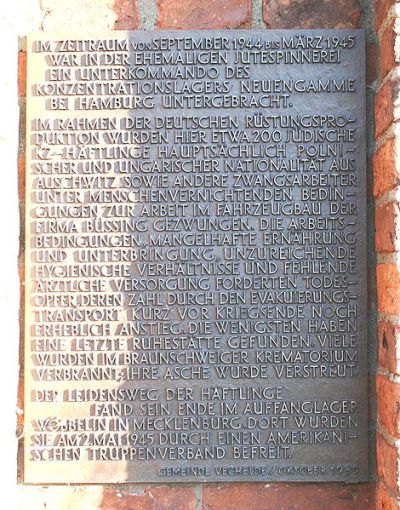 IM ZEITRAUM VON SEPTEMBER 1944 BIS MÄRZ 1945
WAR IN DER EHEMALIGEN JUTESPINNEREI
EIN UNTERKOMMANDO DES
KONZENTRATIONSLAGERS NEUENGAMME
BEI HAMBURG UNTERGEBRACHT.
IM RAHMEN DER DEUTSCHEN RÜSTUNGSPRO-
DUKTION WURDEN HIER ETWA 200 JÜDISCHE
KZ-HÄFTLINGE HAUPTSÄCHLICH POLNI-
SCHER UND UNGARISCHER NATIONALITÄT AUS
AUSCHWITZ SOWIE ANDERE ZWANGSARBEITER
UNTER MENSCHENVERNICHTENDEN BEDIN-
GUNGEN ZUR ARBEIT IM FAHRZEUGBAU DER
FIRMA BÜSSING GEZWUNGEN. DIE ARBEITS-
BEDINGUNGEN, MANGELHAFTE ERNÄHRUNG
UND UNTERBRINGUNG, UNZUREICHENDE
HYGIENISCHE VERHÄLTNISSE UND FEHLENDE
ÄRZTLICHE VERSORGUNG FORDERTEN TODES-
OPFER, DEREN ZAHL DURCH DEN EVAKUIERUNGS-
TRANSPORT KURZ VOR KRIEGSENDE NOCH
ERHEBLICH ANSTIEG. DIE WENIGSTEN HABEN
EINE LETZTE RUHESTÄTTE GEFUNDEN. VIELE
WURDEN IM BRAUNSCHWEIGER KREMATORIUM
VERBRANNT, IHRE ASCHE WURDE VERSTREUT.
DER LEIDENSWEG DER HÄFTLINGE
FAND SEIN ENDE IM AUFFANGLAGER
WÖBBELIN IN MECKLENBURG. DORT WURDEN
SIE AM 2. MAI 1945 DURCH EINEN AMERIKANI-
SCHEN TRUPPENVERBAND BEFREIT.
GEMEINDE VECHELDE / OKTOBER